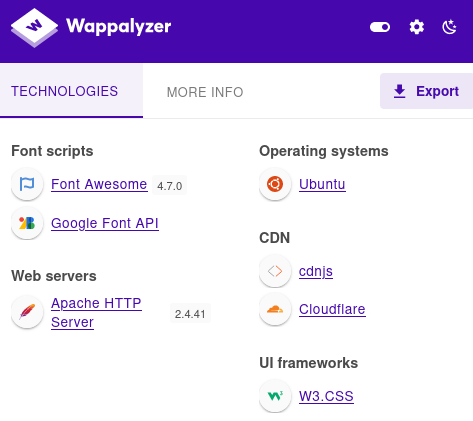 Wappalyzer
TECHNOLOGIES
MORE INFO
Export
Font scripts
Font Awesome 4.7.0
Google Font API
Web servers
Apache HTTP
Server 2.4.41
Operating systems
Ubuntu
CDN
cdnjs
Cloudflare
UI frameworks
W3.CSS